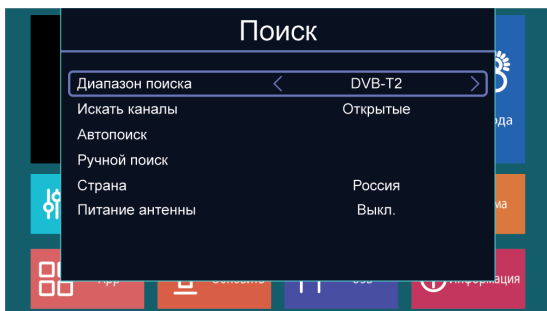 Поиск
Диапазон поиска DVB-T2
Искать каналы Открытые
Автопоиск
Ручной поиск
Страна Россия
Питание антенны Выкл.